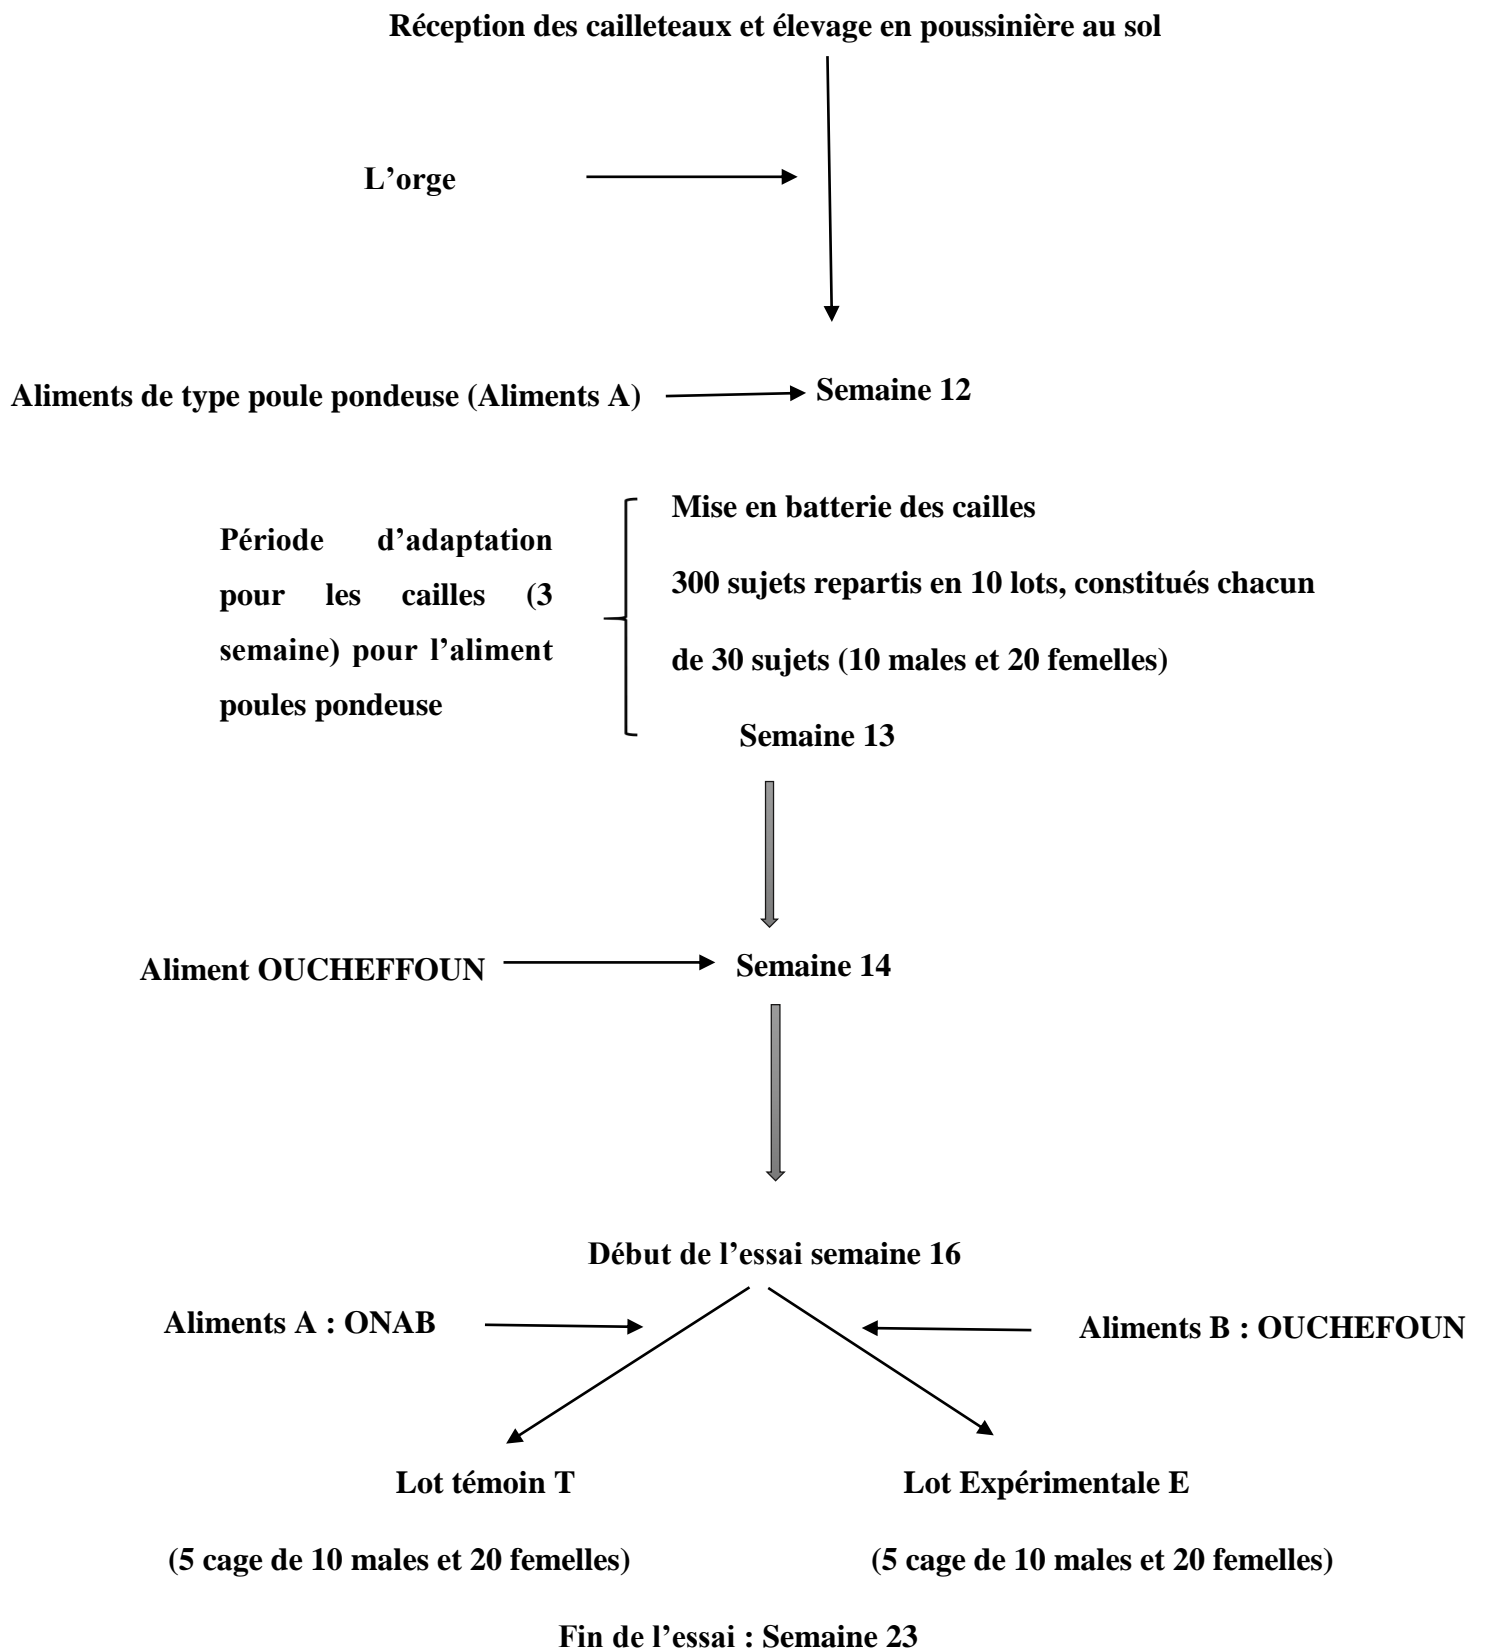 Réception des cailleteaux et élevage en poussinière au sol
L’orge
Aliments de type poule pondeuse (Aliments A)
Semaine 12
Période d’adaptation
pour les cailles (3
semaine) pour l’aliment
poules pondeuse
Mise en batterie des cailles
300 sujets repartis en 10 lots, constitués chacun
de 30 sujets (10 males et 20 femelles)
Semaine 13
Aliment OUCHEFFOUN
Semaine 14
Début de l’essai semaine 16
Aliments A : ONAB
Aliments B : OUCHEFOUN
Lot témoin T
Lot Expérimentale E
(5 cage de 10 males et 20 femelles)
(5 cage de 10 males et 20 femelles)
Fin de l’essai : Semaine 23